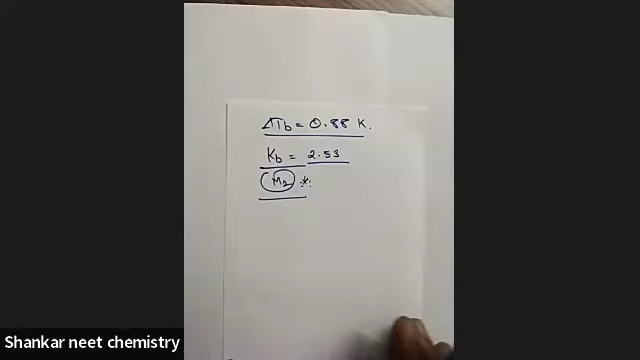 ΔTb = 0.88 K.
Kb = 2.53
M2
Shankar neet chemistry